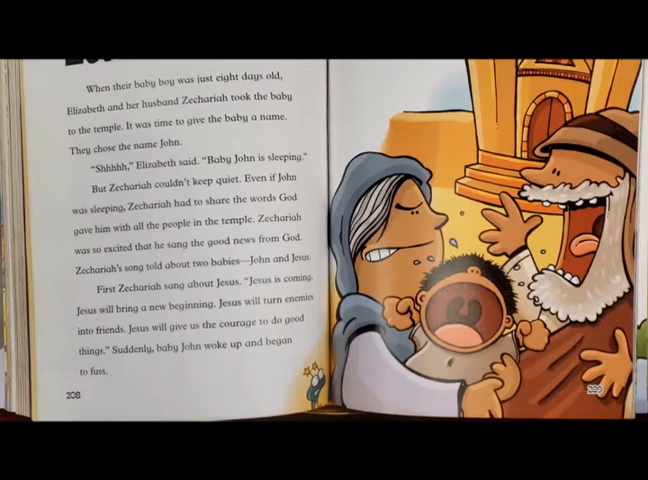 When their baby boy was just eight days old,
Elizabeth and her husband Zechariah took the baby
to the temple. It was time to give the baby a name.
They chose the name John.
"Shhhhh," Elizabeth said. "Baby John is sleeping."
But Zechariah couldn't keep quiet. Even if John
was sleeping, Zechariah had to share the words God
gave him with all the people in the temple. Zechariah
was so excited that he sang the good news from God.
Zechariah's song told about two babies—John and Jesus.
First Zechariah sang about Jesus. "Jesus is coming.
Jesus will bring a new beginning. Jesus will turn enemies
into friends. Jesus will give us the courage to do good
things." Suddenly, baby John woke up and began
to fuss.
208
209